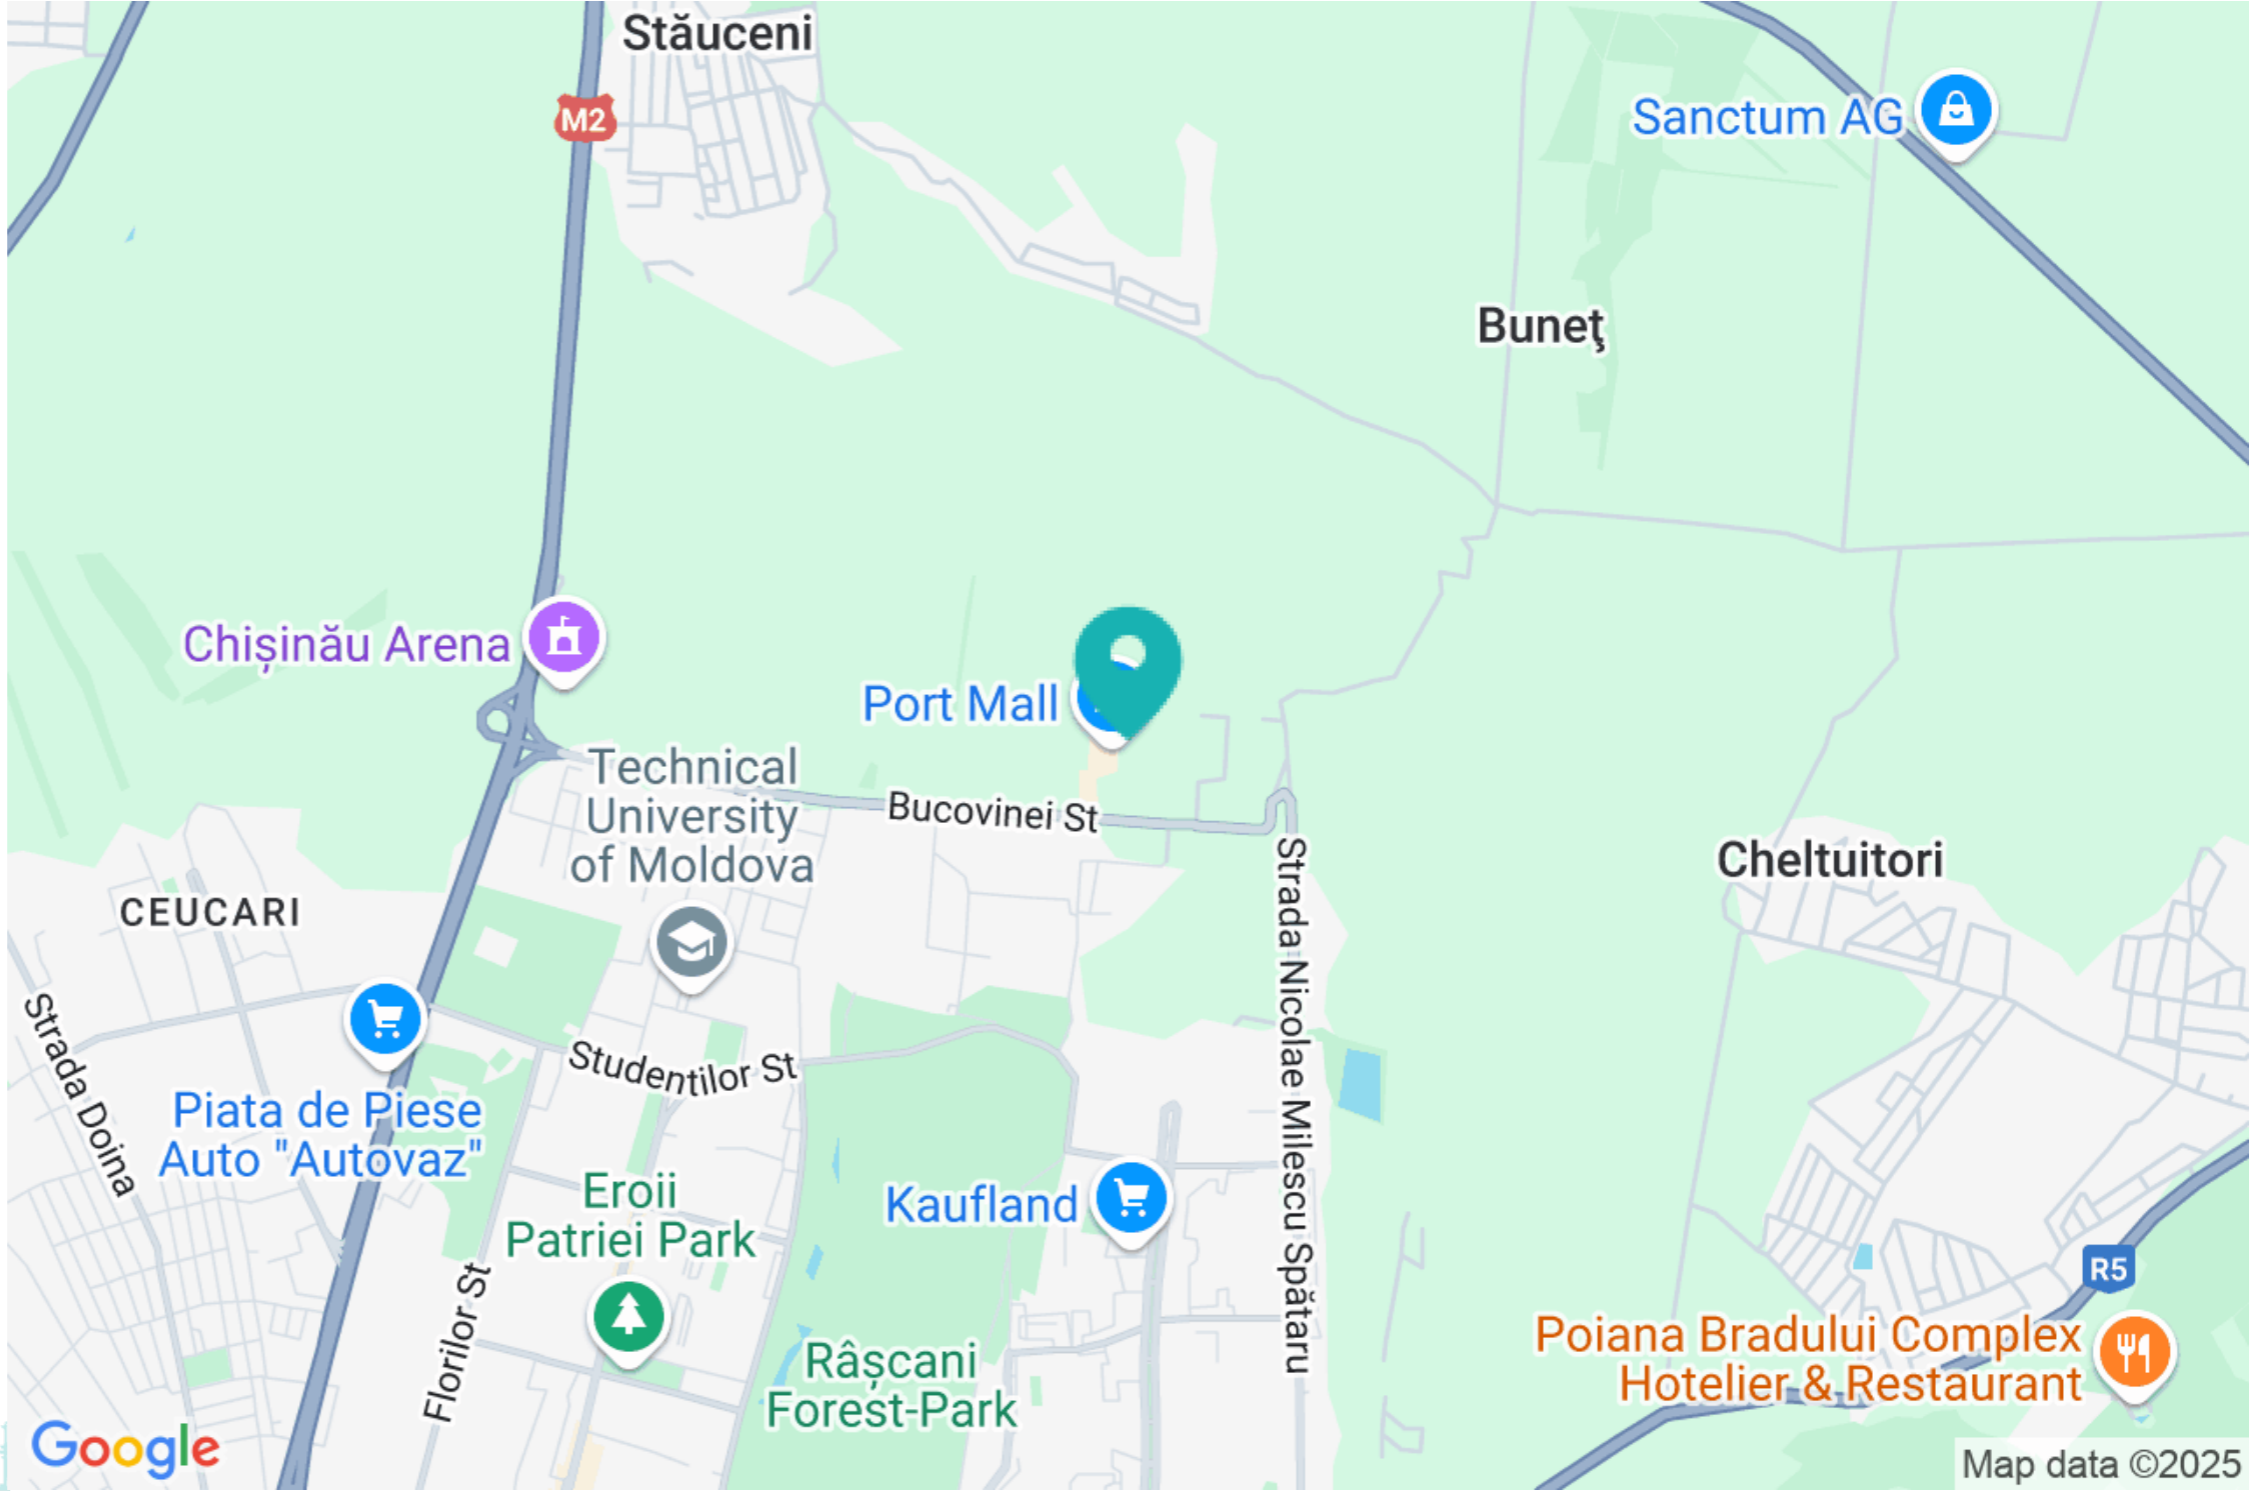 Stăuceni
M2
Sanctum AG
Buneţ
Chișinău Arena
Port Mall
Technical
University
of Moldova
Bucovinei St
Cheltuitori
CEUCARI
Strada Nicolae Milescu Spătaru
Strada Doina
Studentilor St
Piata de Piese
Auto "Autovaz"
Eroii
Patriei Park
Kaufland
Florilor St
R5
Râșcani
Forest-Park
Poiana Bradului Complex
Hotelier & Restaurant
Google
Map data ©2025